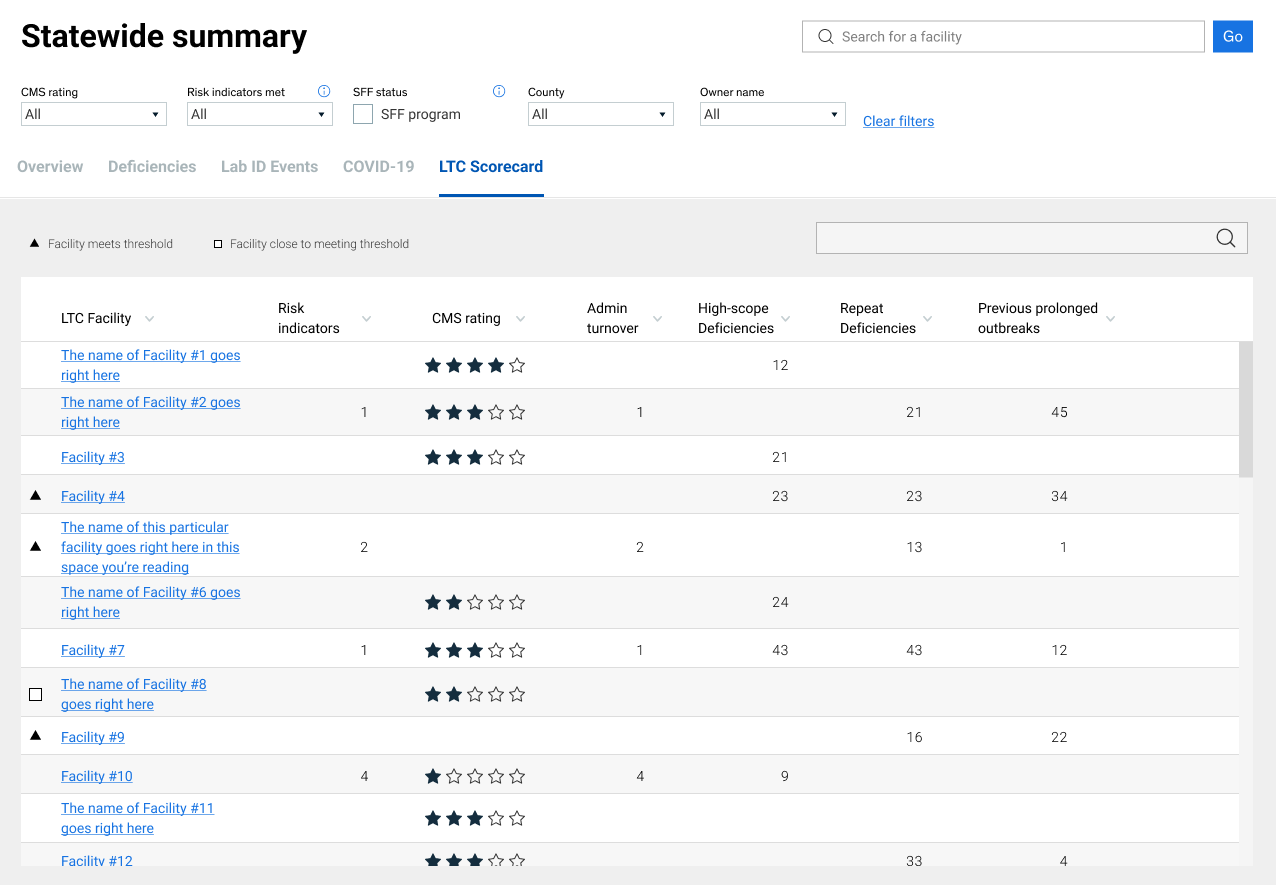 Statewide summary
Search for a facility
Go
CMS rating
Risk indicators met
SFF status
County
Owner name
All
All
SFF program
All
All
Clear filters
Overview
Deficiencies
Lab ID Events
COVID-19
LTC Scorecard
Facility meets threshold
Facility close to meeting threshold
LTC Facility
Risk
indicators
CMS rating
Admin
turnover
High-scope
Deficiencies
Repeat
Deficiencies
Previous prolonged
outbreaks
The name of Facility #1 goes
right here
12
The name of Facility #2 goes
right here
1
1
21
45
Facility #3
21
Facility #4
23
23
34
The name of this particular
facility goes right here in this
space you’re reading
2
2
13
1
The name of Facility #6 goes
right here
24
Facility #7
1
1
43
43
12
The name of Facility #8
goes right here
Facility #9
16
22
Facility #10
4
4
9
The name of Facility #11
goes right here
Facility #12
33
4